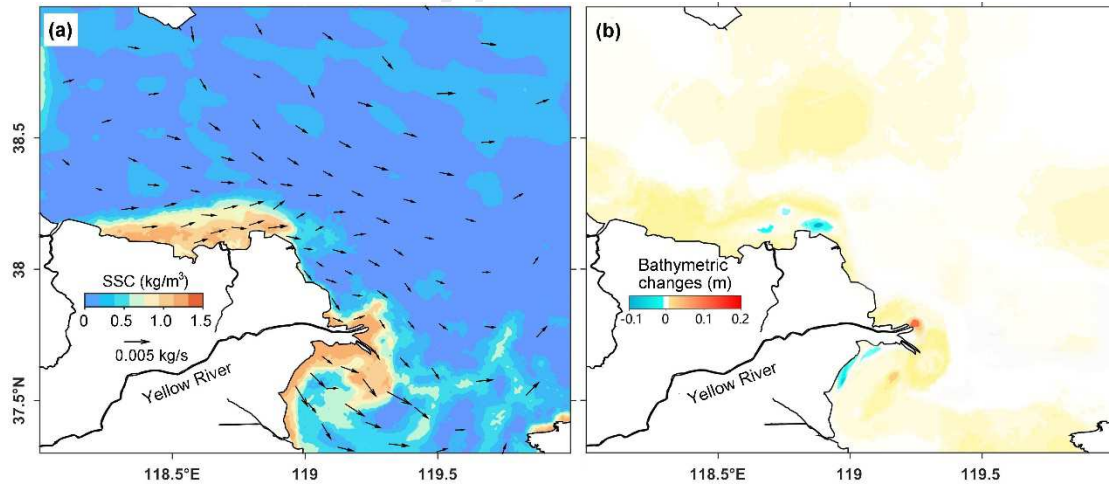 (a)
38.5
38
37.5°N
SSC (kg/m³)
0 0.5 1.0 1.5
0.005 kg/s
Yellow River
118.5°E 119 119.5
(b)
Bathymetric
changes (m)
-0.1 0 0.1 0.2
Yellow River
118.5°E 119 119.5